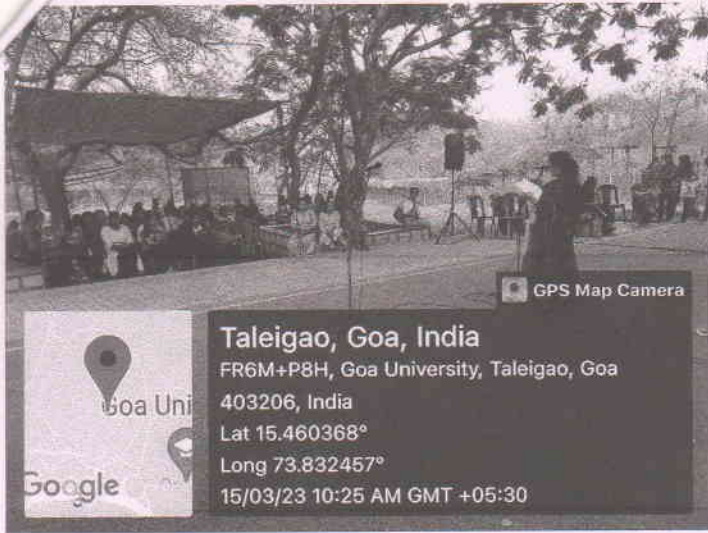 GPS Map Camera
Taleigao, Goa, India
FR6M+P8H, Goa University, Taleigao, Goa
403206, India
Lat 15.460368°
Long 73.832457°
15/03/23 10:25 AM GMT +05:30
Goa Uni
Google